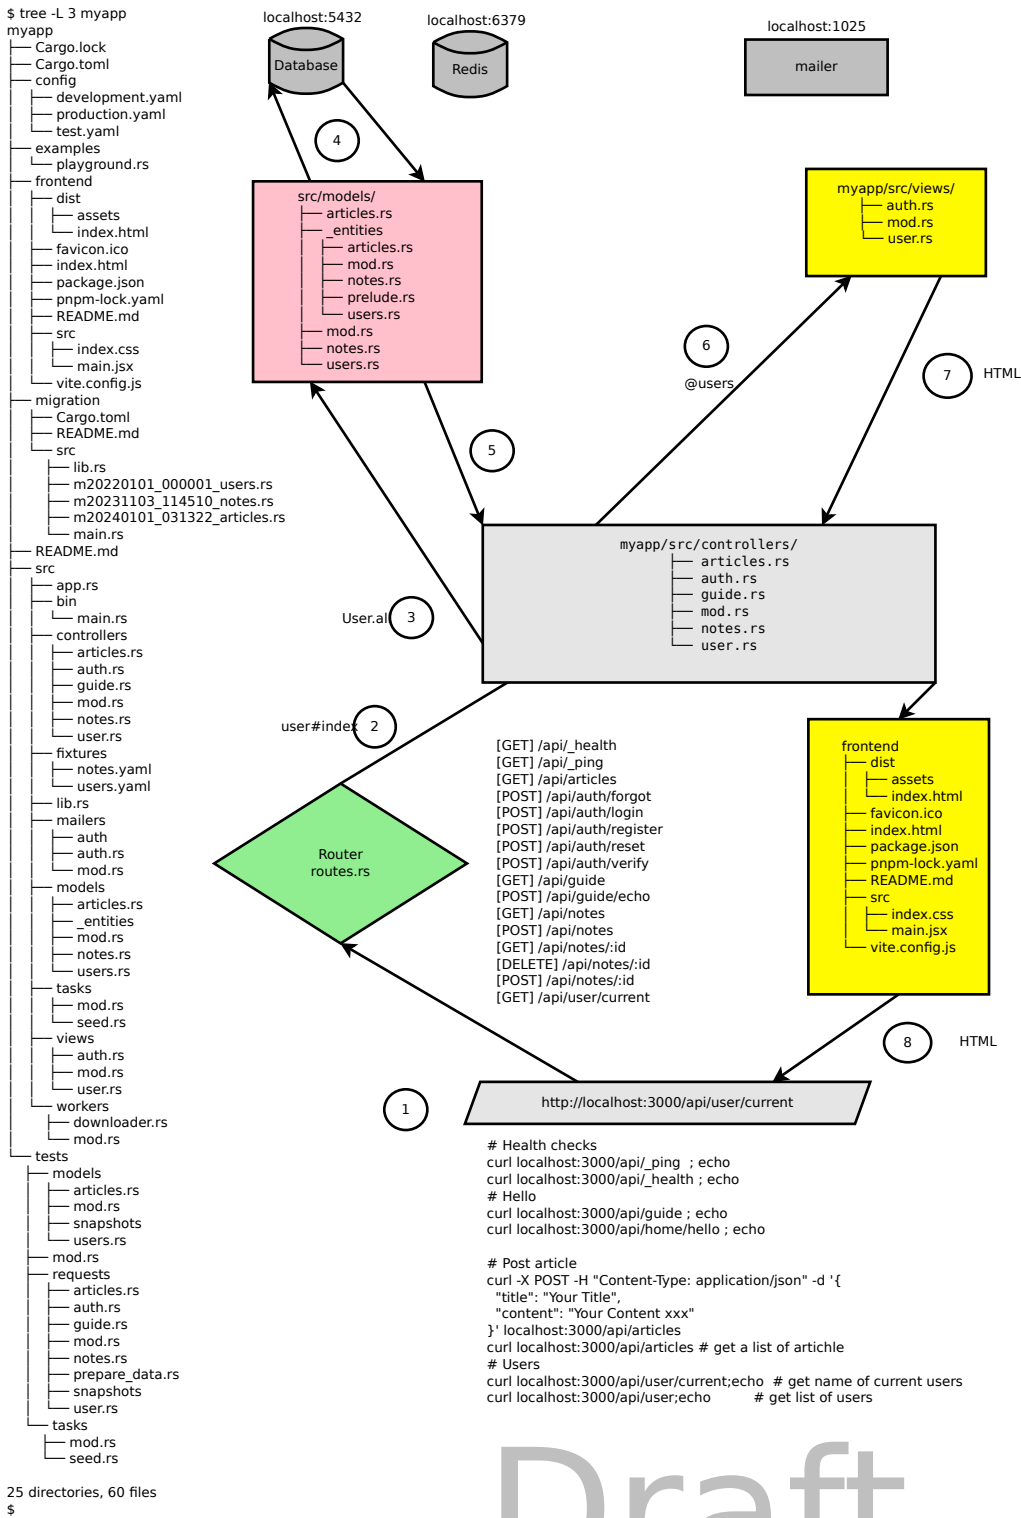 $ tree -L 3 myapp
myapp
├── Cargo.lock
├── Cargo.toml
├── config
│   ├── development.yaml
│   ├── production.yaml
│   └── test.yaml
├── examples
│   └── playground.rs
├── frontend
│   ├── dist
│   │   ├── assets
│   │   └── index.html
│   ├── favicon.ico
│   ├── index.html
│   ├── package.json
│   ├── pnpm-lock.yaml
│   ├── README.md
│   ├── src
│   │   ├── index.css
│   │   └── main.jsx
│   └── vite.config.js
├── migration
│   ├── Cargo.toml
│   ├── README.md
│   └── src
│       ├── lib.rs
│       ├── m20220101_000001_users.rs
│       ├── m20231103_114510_notes.rs
│       ├── m20240101_031322_articles.rs
│       └── main.rs
├── README.md
├── src
│   ├── app.rs
│   ├── bin
│   │   └── main.rs
│   ├── controllers
│   │   ├── articles.rs
│   │   ├── auth.rs
│   │   ├── guide.rs
│   │   ├── mod.rs
│   │   ├── notes.rs
│   │   └── user.rs
│   ├── fixtures
│   │   ├── notes.yaml
│   │   └── users.yaml
│   ├── lib.rs
│   ├── mailers
│   │   ├── auth
│   │   ├── auth.rs
│   │   └── mod.rs
│   ├── models
│   │   ├── articles.rs
│   │   ├── _entities
│   │   ├── mod.rs
│   │   ├── notes.rs
│   │   └── users.rs
│   ├── tasks
│   │   ├── mod.rs
│   │   └── seed.rs
│   ├── views
│   │   ├── auth.rs
│   │   ├── mod.rs
│   │   └── user.rs
│   └── workers
│       ├── downloader.rs
│       └── mod.rs
└── tests
    ├── models
    │   ├── articles.rs
    │   ├── mod.rs
    │   ├── snapshots
    │   └── users.rs
    ├── mod.rs
    ├── requests
    │   ├── articles.rs
    │   ├── auth.rs
    │   ├── guide.rs
    │   ├── mod.rs
    │   ├── notes.rs
    │   ├── prepare_data.rs
    │   ├── snapshots
    │   └── user.rs
    └── tasks
        ├── mod.rs
        └── seed.rs
25 directories, 60 files
$
localhost:5432
Database
localhost:6379
Redis
localhost:1025
mailer
4
src/models/
├── articles.rs
├── _entities
│   ├── articles.rs
│   ├── mod.rs
│   ├── notes.rs
│   ├── prelude.rs
│   └── users.rs
├── mod.rs
├── notes.rs
└── users.rs
myapp/src/views/
├── auth.rs
├── mod.rs
└── user.rs
6
@users
7
HTML
5
myapp/src/controllers/
├── articles.rs
├── auth.rs
├── guide.rs
├── mod.rs
├── notes.rs
└── user.rs
User.al
3
user#index
2
Router
routes.rs
[GET] /api/_health
[GET] /api/_ping
[GET] /api/articles
[POST] /api/auth/forgot
[POST] /api/auth/login
[POST] /api/auth/register
[POST] /api/auth/reset
[POST] /api/auth/verify
[GET] /api/guide
[POST] /api/guide/echo
[GET] /api/notes
[POST] /api/notes
[GET] /api/notes/:id
[DELETE] /api/notes/:id
[POST] /api/notes/:id
[GET] /api/user/current
frontend
├── dist
│   ├── assets
│   └── index.html
├── favicon.ico
├── index.html
├── package.json
├── pnpm-lock.yaml
├── README.md
├── src
│   ├── index.css
│   └── main.jsx
└── vite.config.js
8
HTML
1
http://localhost:3000/api/user/current
# Health checks
curl localhost:3000/api/_ping  ; echo
curl localhost:3000/api/_health ; echo
# Hello
curl localhost:3000/api/guide ; echo
curl localhost:3000/api/home/hello ; echo
# Post article
curl -X POST -H "Content-Type: application/json" -d '{
  "title": "Your Title",
  "content": "Your Content xxx"
}' localhost:3000/api/articles
curl localhost:3000/api/articles # get a list of artichle
# Users
curl localhost:3000/api/user/current;echo  # get name of current users
curl localhost:3000/api/user;echo          # get list of users
Draft